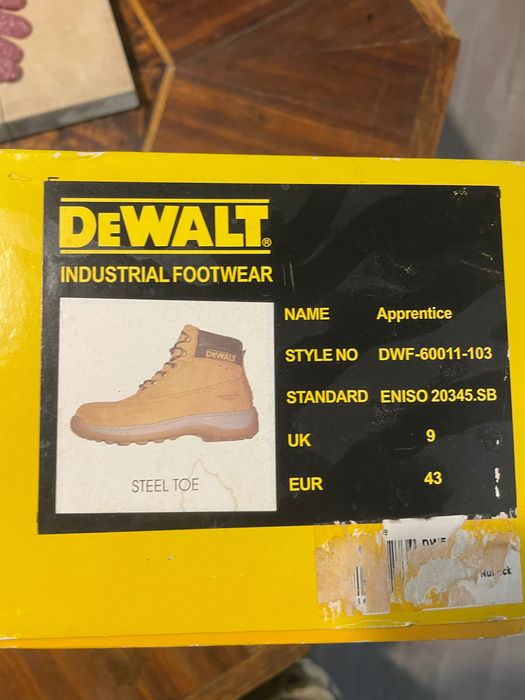 DEWALT®
INDUSTRIAL FOOTWEAR
DEWALT
STEEL TOE
NAME Apprentice
STYLE NO DWF-60011-103
STANDARD ENISO 20345.SB
UK 9
EUR 43